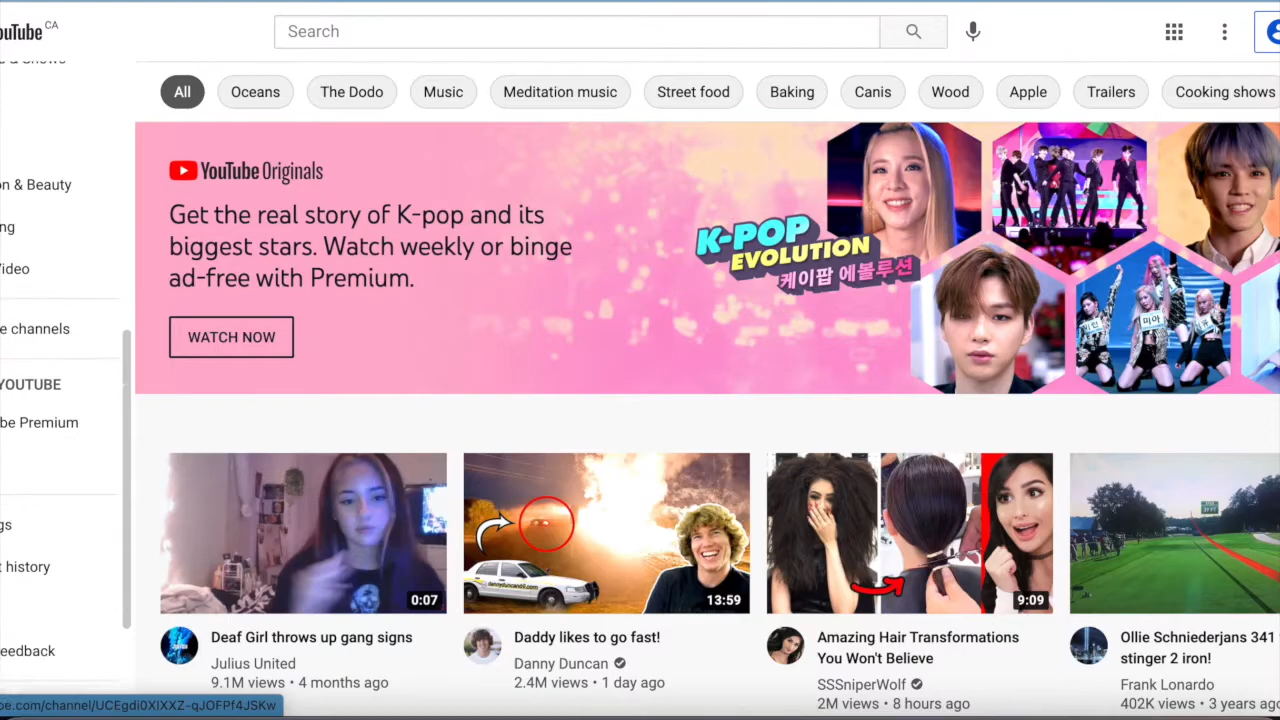 ouTube CA
Search
All
Oceans
The Dodo
Music
Meditation music
Street food
Baking
Canis
Wood
Apple
Trailers
Cooking shows
on & Beauty
ng
Video
e channels
YOUTUBE
be Premium
gs
t history
eedback
YouTube Originals
Get the real story of K-pop and its
biggest stars. Watch weekly or binge
ad-free with Premium.
WATCH NOW
K-POP
EVOLUTION
케이팝 에볼루션
미아
0:07
dannyduncan69.com
13:59
9:09
Deaf Girl throws up gang signs
Julius United
9.1M views • 4 months ago
Daddy likes to go fast!
Danny Duncan
2.4M views • 1 day ago
Amazing Hair Transformations
You Won't Believe
SSSniperWolf
2M views • 8 hours ago
Ollie Schniederjans 341
stinger 2 iron!
Frank Lonardo
402K views • 3 years ago
be.com/channel/UCEgdi0XIXXZ-qJOFPf4JSKw